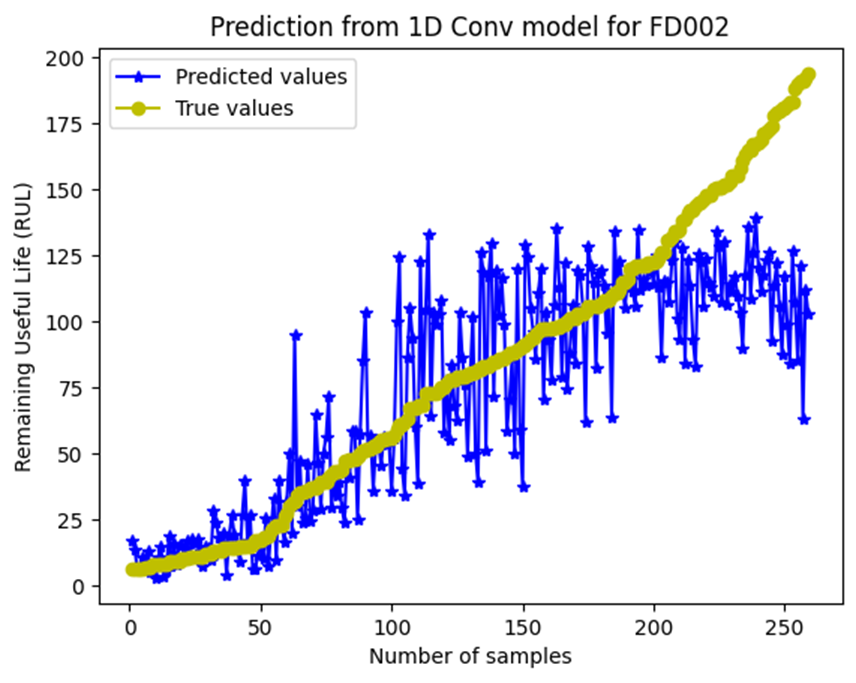 Prediction from 1D Conv model for FD002
Predicted values
True values
200
175
150
125
100
75
50
25
0
Remaining Useful Life (RUL)
0 50 100 150 200 250
Number of samples